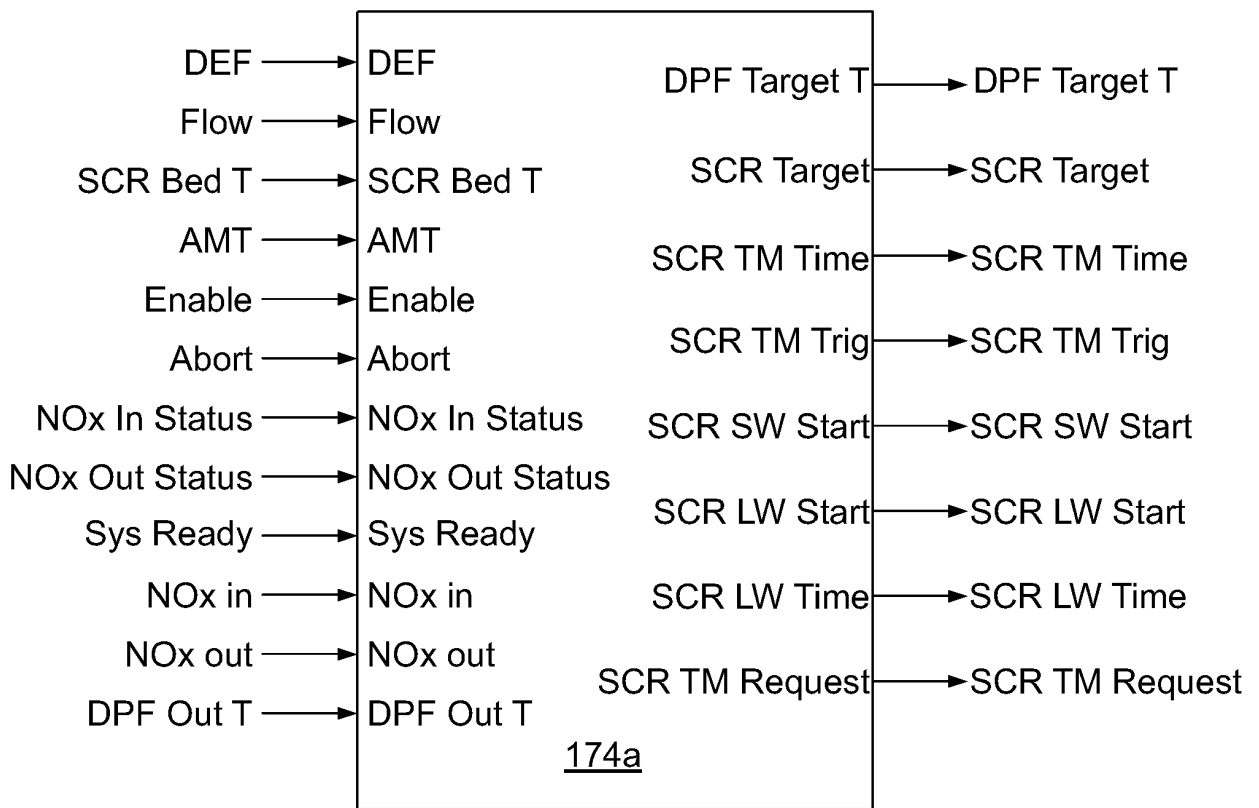 DEF DEF
Flow Flow
SCR Bed T SCR Bed T
AMT AMT
Enable Enable
Abort Abort
NOx In Status NOx In Status
NOx Out Status NOx Out Status
Sys Ready Sys Ready
NOx in NOx in
NOx out NOx out
DPF Out T DPF Out T
DPF Target T DPF Target T
SCR Target SCR Target
SCR TM Time SCR TM Time
SCR TM Trig SCR TM Trig
SCR SW Start SCR SW Start
SCR LW Start SCR LW Start
SCR LW Time SCR LW Time
SCR TM Request SCR TM Request
174a